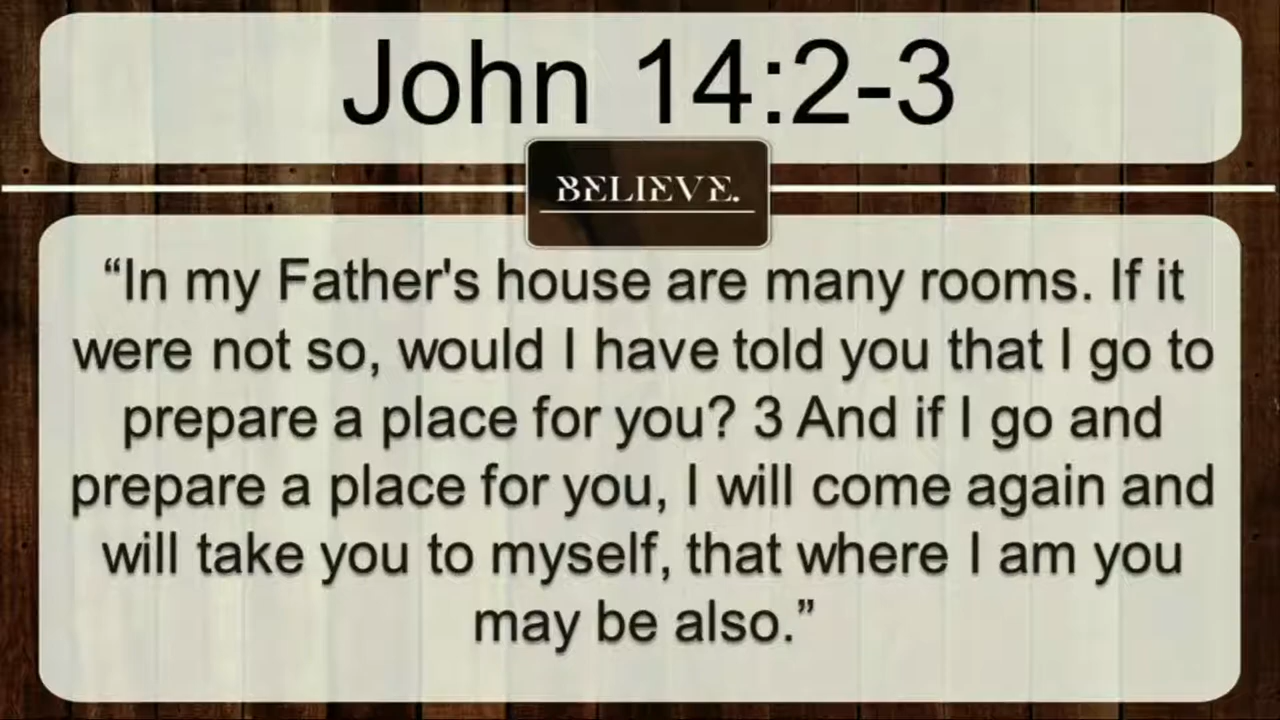 John 14:2-3
BELIEVE.
“In my Father's house are many rooms. If it
were not so, would I have told you that I go to
prepare a place for you? 3 And if I go and
prepare a place for you, I will come again and
will take you to myself, that where I am you
may be also.”